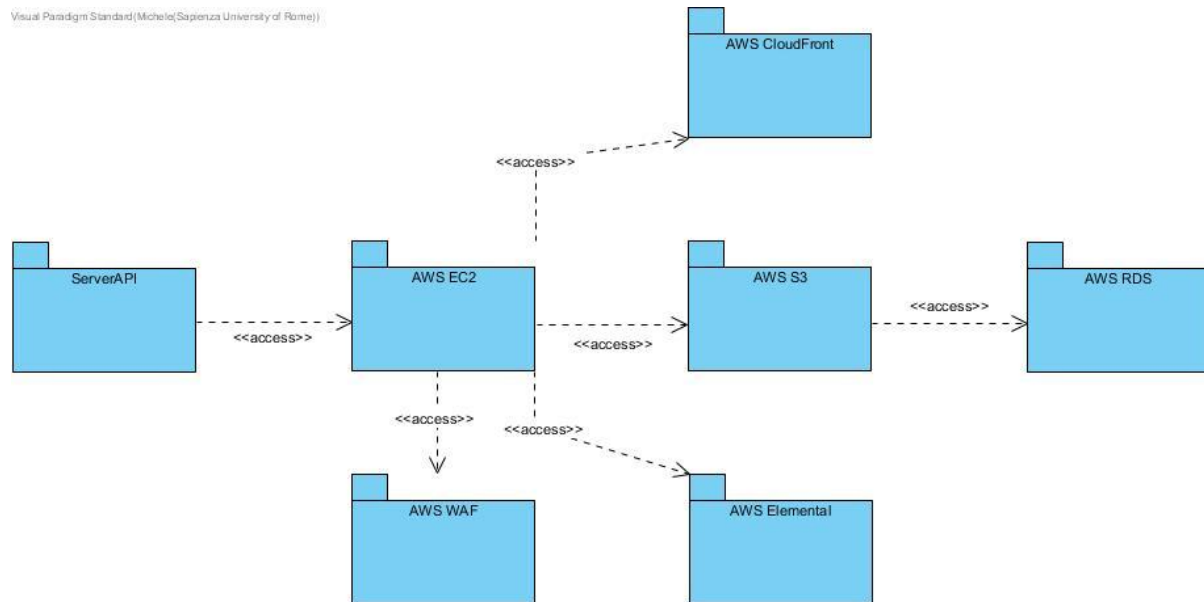 Visual Paradigm Standard(Michele(Sapienza University of Rome))
AWS CloudFront
<<access>>
ServerAPI
AWS EC2
AWS S3
AWS RDS
<<access>>
<<access>>
<<access>>
<<access>>
<<access>>
AWS WAF
AWS Elemental